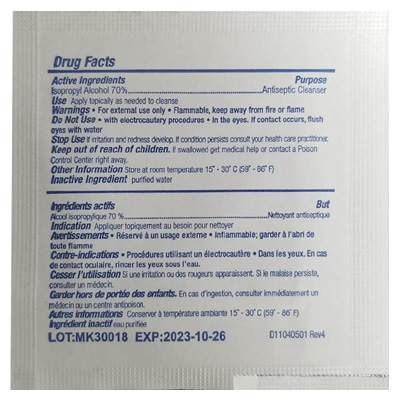 Drug Facts
Active Ingredients Purpose
Isopropyl Alcohol 70%........Antiseptic Cleanser
Use Apply topically as needed to cleanse
Warnings • For external use only • Flammable, keep away from fire or flame
Do Not Use • with electrocautery procedures • In the eyes. If contact occurs, flush
eyes with water
Stop Use If irritation and redness develop. If condition persists consult your health care practitioner.
Keep out of reach of children. If swallowed get medical help or contact a Poison
Control Center right away.
Other Information Store at room temperature 15° - 30° C (59° - 86° F)
Inactive Ingredient purified water
Ingrédients actifs But
Alcool isopropylique 70 %........Nettoyant antiseptique
Indication Appliquer topiquement au besoin pour nettoyer
Avertissements • Réservé à un usage externe • Inflammable; garder à l'abri de
toute flamme
Contre-indications • Procédures utilisant un électrocautère • Dans les yeux. En cas
de contact oculaire, rincer les yeux sous l'eau.
Cesser l'utilisation Si une irritation ou des rougeurs apparaissent. Si le malaise persiste,
consulter un médecin.
Garder hors de portée des enfants. En cas d'ingestion, consulter immédiatement un
médecin ou un centre antipoison.
Autres informations Conserver à température ambiante 15° - 30° C (59° - 86° F)
Ingrédient inactif eau purifiée
LOT:MK30018 EXP:2023-10-26 D11040501 Rev4